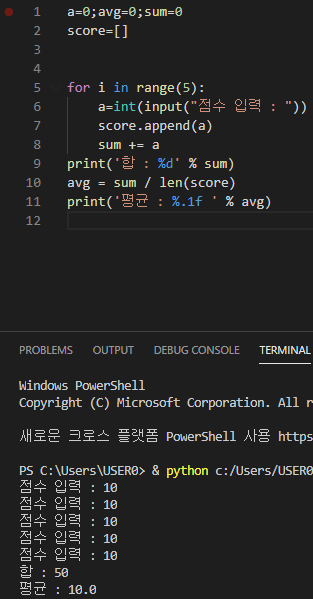 1 a=0;avg=0;sum=0
2 score=[]
3
4
5 for i in range(5):
6 a=int(input("점수 입력 : "))
7 score.append(a)
8 sum += a
9 print('합 : %d' % sum)
10 avg = sum / len(score)
11 print('평균 : %.1f ' % avg)
12
PROBLEMS OUTPUT DEBUG CONSOLE TERMINAL
Windows PowerShell
Copyright (C) Microsoft Corporation. All r
새로운 크로스 플랫폼 PowerShell 사용 https
PS C:\Users\USER0> & python c:/Users/USER0
점수 입력 : 10
점수 입력 : 10
점수 입력 : 10
점수 입력 : 10
점수 입력 : 10
합 : 50
평균 : 10.0